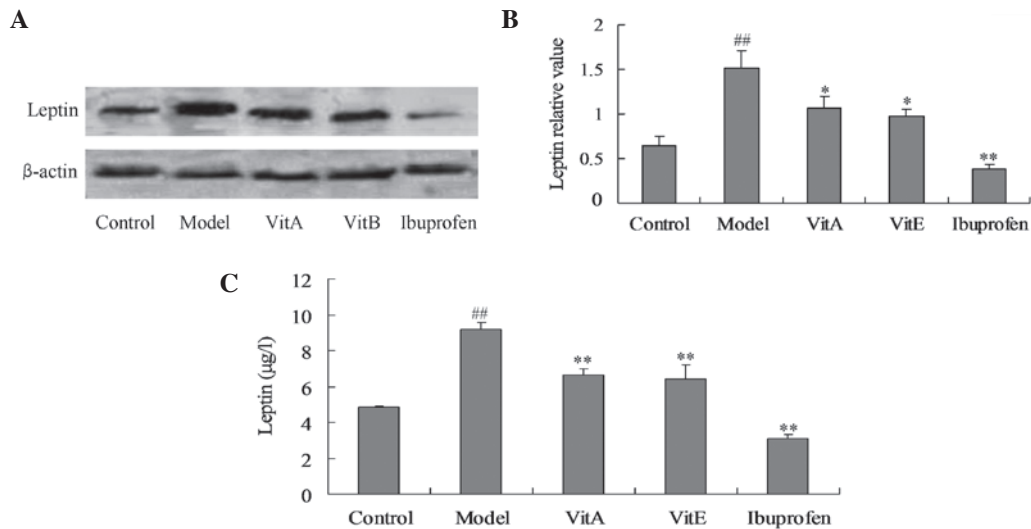 A
Leptin
β-actin
Control Model VitA VitB Ibuprofen
B
Leptin relative value
2
1.5
1
0.5
0
##
*
*
**
Control Model VitA VitE Ibuprofen
C
Leptin (µg/l)
12
10
8
6
4
2
0
##
**
**
**
Control Model VitA VitE Ibuprofen